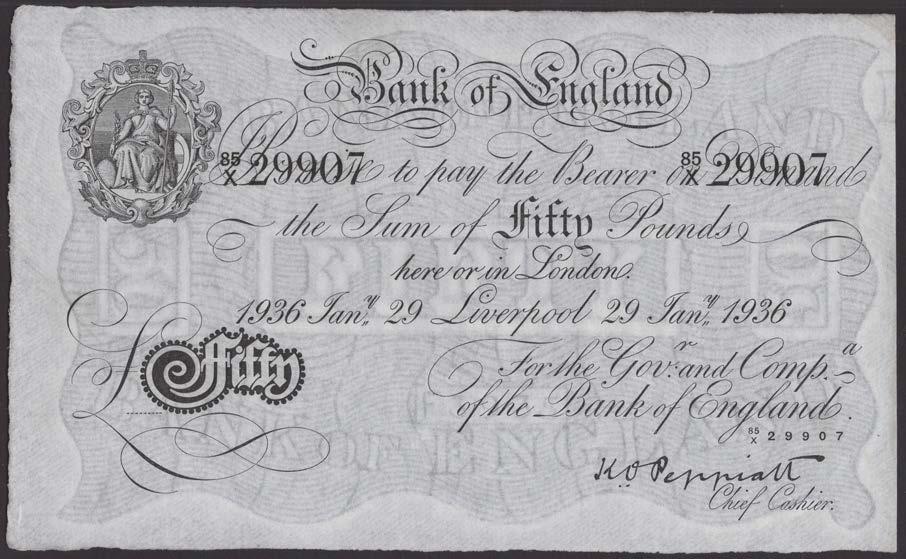 Bank of England
85/X 29907 to pay the Bearer on Demand 85/X 29907
the Sum of Fifty Pounds
here or in London.
1936 Jany. 29 Liverpool 29 Jany. 1936
£ Fifty
For the Govr. and Compa.
of the Bank of England.
85/X 29907
K.O. Peppiatt
Chief Cashier.